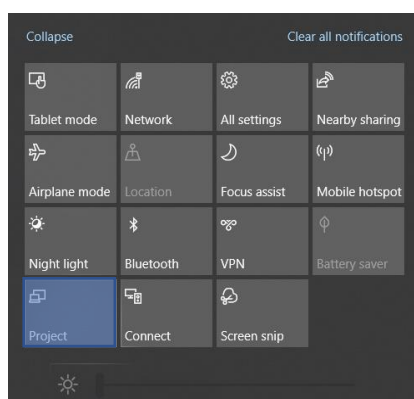 Collapse Clear all notifications
Tablet mode Network All settings Nearby sharing
Airplane mode Location Focus assist Mobile hotspot
Night light Bluetooth VPN Battery saver
Project Connect Screen snip